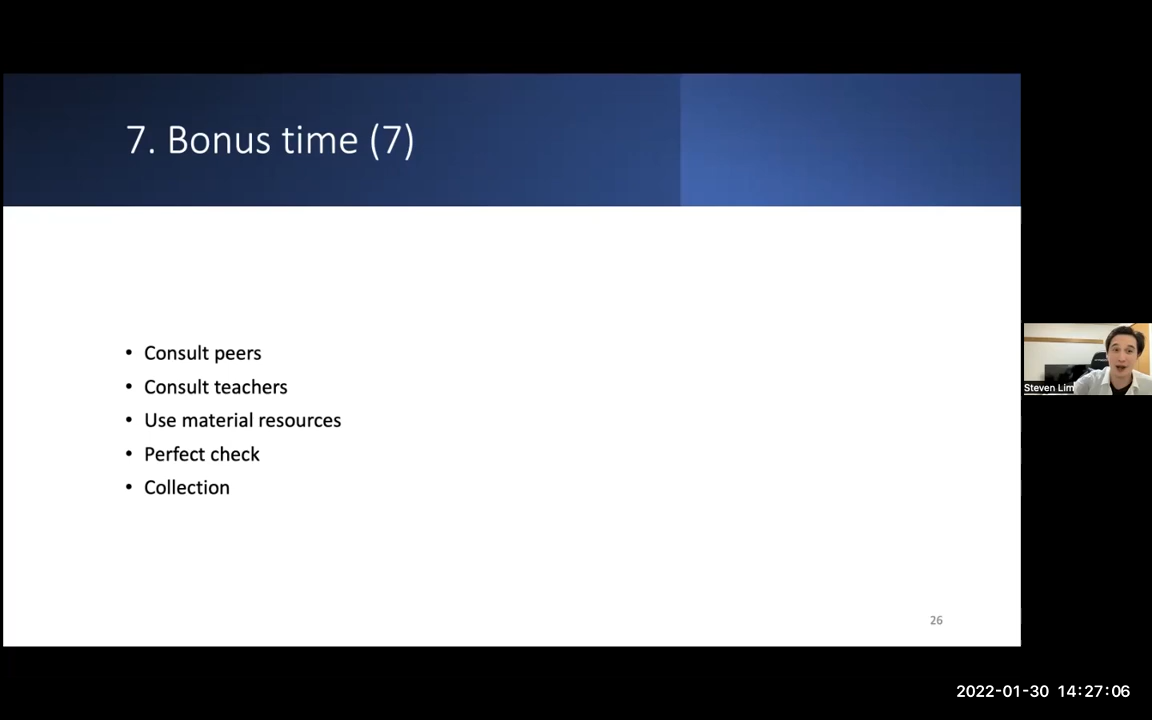 7. Bonus time (7)
• Consult peers
• Consult teachers
• Use material resources
• Perfect check
• Collection
Steven Lim
26
2022-01-30 14:27:06